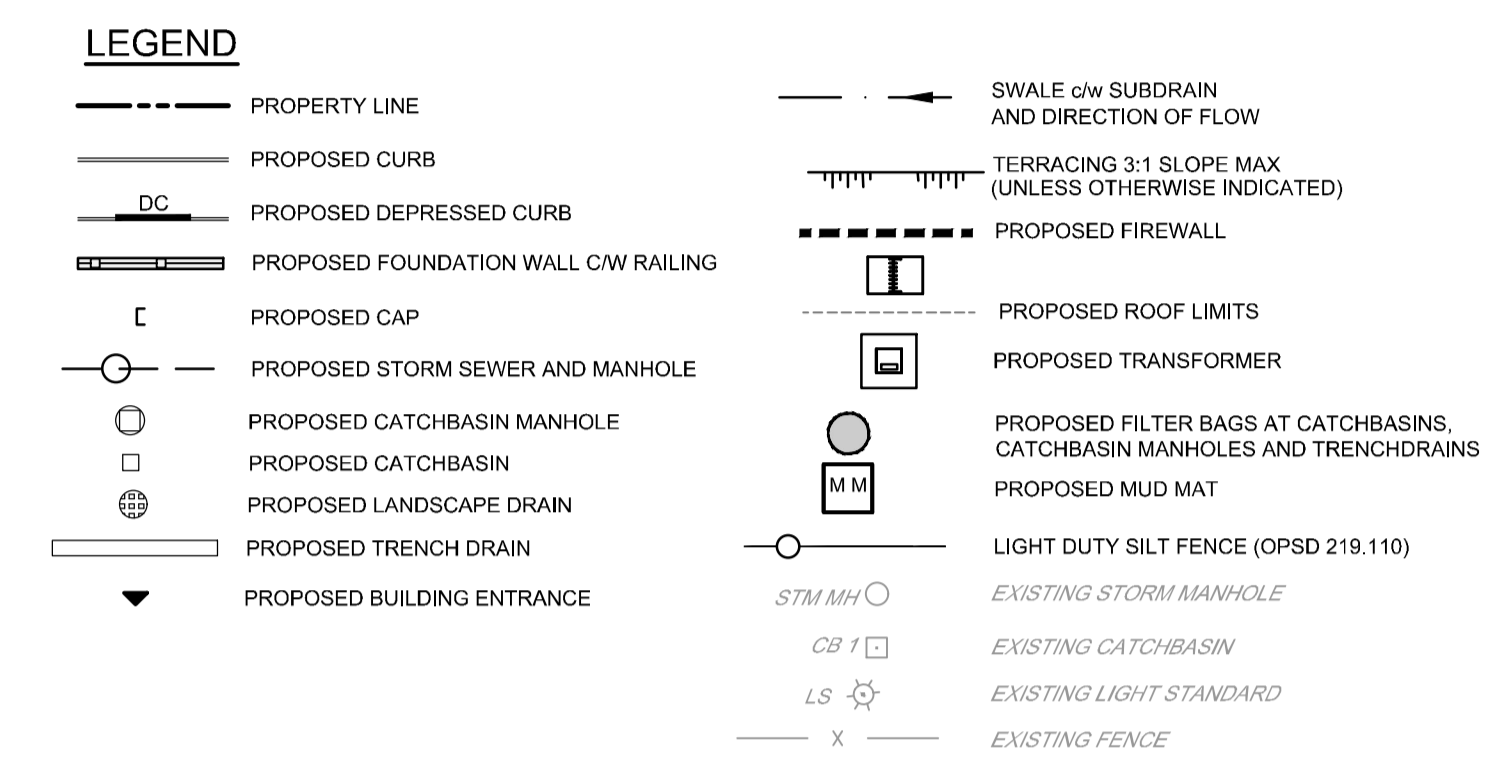 LEGEND
PROPERTY LINE
PROPOSED CURB
DC
PROPOSED DEPRESSED CURB
PROPOSED FOUNDATION WALL C/W RAILING
PROPOSED CAP
PROPOSED STORM SEWER AND MANHOLE
PROPOSED CATCHBASIN MANHOLE
PROPOSED CATCHBASIN
PROPOSED LANDSCAPE DRAIN
PROPOSED TRENCH DRAIN
PROPOSED BUILDING ENTRANCE
SWALE c/w SUBDRAIN
AND DIRECTION OF FLOW
TERRACING 3:1 SLOPE MAX
(UNLESS OTHERWISE INDICATED)
PROPOSED FIREWALL
PROPOSED ROOF LIMITS
PROPOSED TRANSFORMER
PROPOSED FILTER BAGS AT CATCHBASINS,
CATCHBASIN MANHOLES AND TRENCHDRAINS
M M PROPOSED MUD MAT
LIGHT DUTY SILT FENCE (OPSD 219.110)
STM MH EXISTING STORM MANHOLE
CB 1 EXISTING CATCHBASIN
LS EXISTING LIGHT STANDARD
X EXISTING FENCE